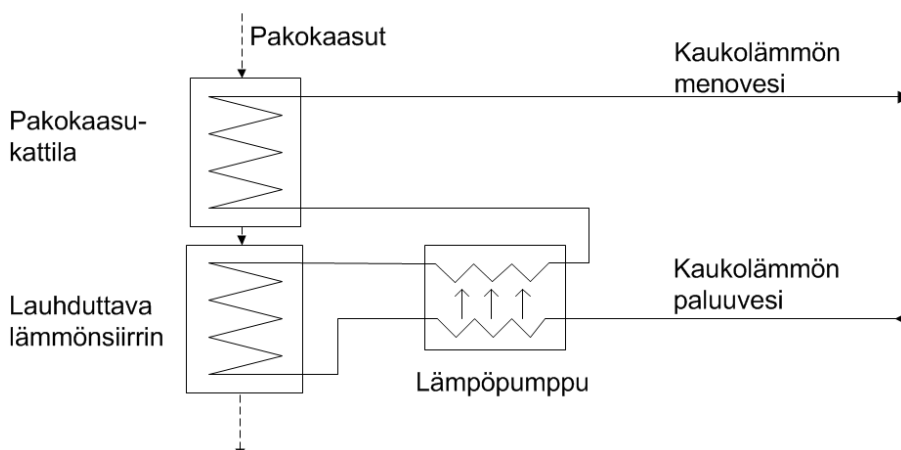 Pakokaasut
Kaukolämmön
menovesi
Pakokaasu-
kattila
Kaukolämmön
paluuvesi
Lauhduttava
lämmönsiirrin
Lämpöpumppu